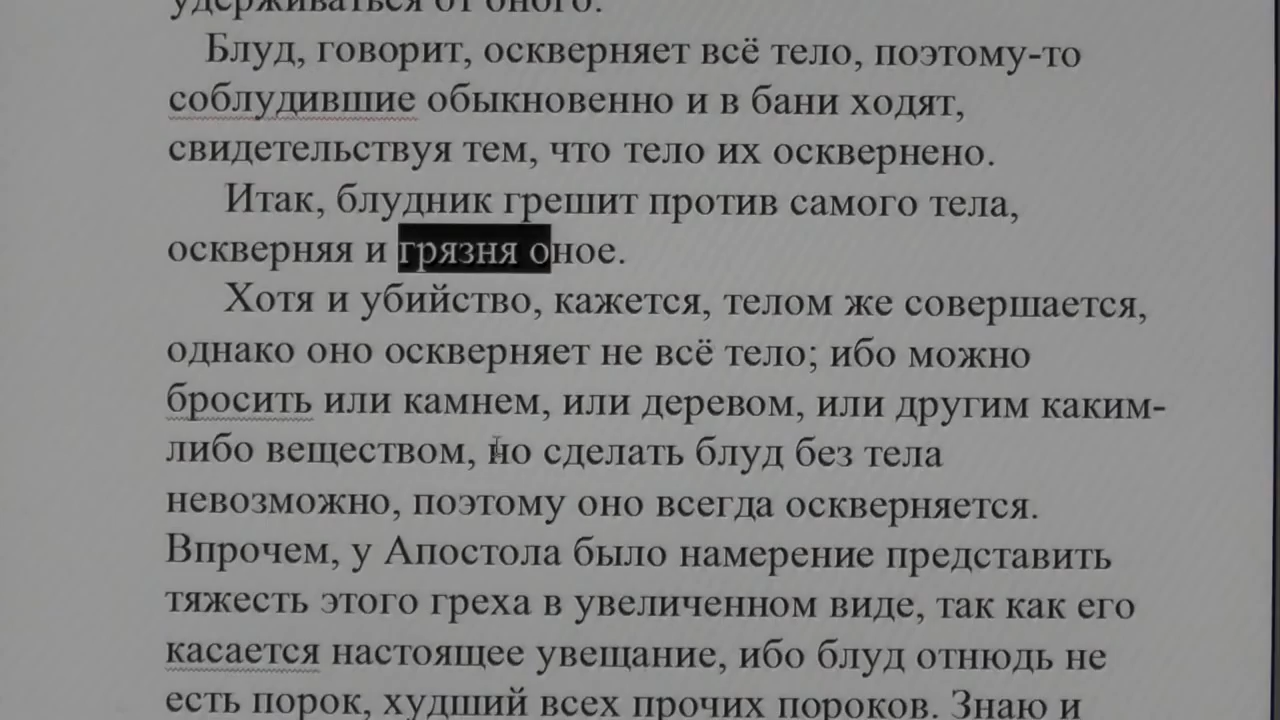 удерживаться от оного.
Блуд, говорит, оскверняет всё тело, поэтому-то
соблудившие обыкновенно и в бани ходят,
свидетельствуя тем, что тело их осквернено.
Итак, блудник грешит против самого тела,
оскверняя и грязня оное.
Хотя и убийство, кажется, телом же совершается,
однако оно оскверняет не всё тело; ибо можно
бросить или камнем, или деревом, или другим каким-
либо веществом, но сделать блуд без тела
невозможно, поэтому оно всегда оскверняется.
Впрочем, у Апостола было намерение представить
тяжесть этого греха в увеличенном виде, так как его
касается настоящее увещание, ибо блуд отнюдь не
есть порок, худший всех прочих пороков. Знаю и